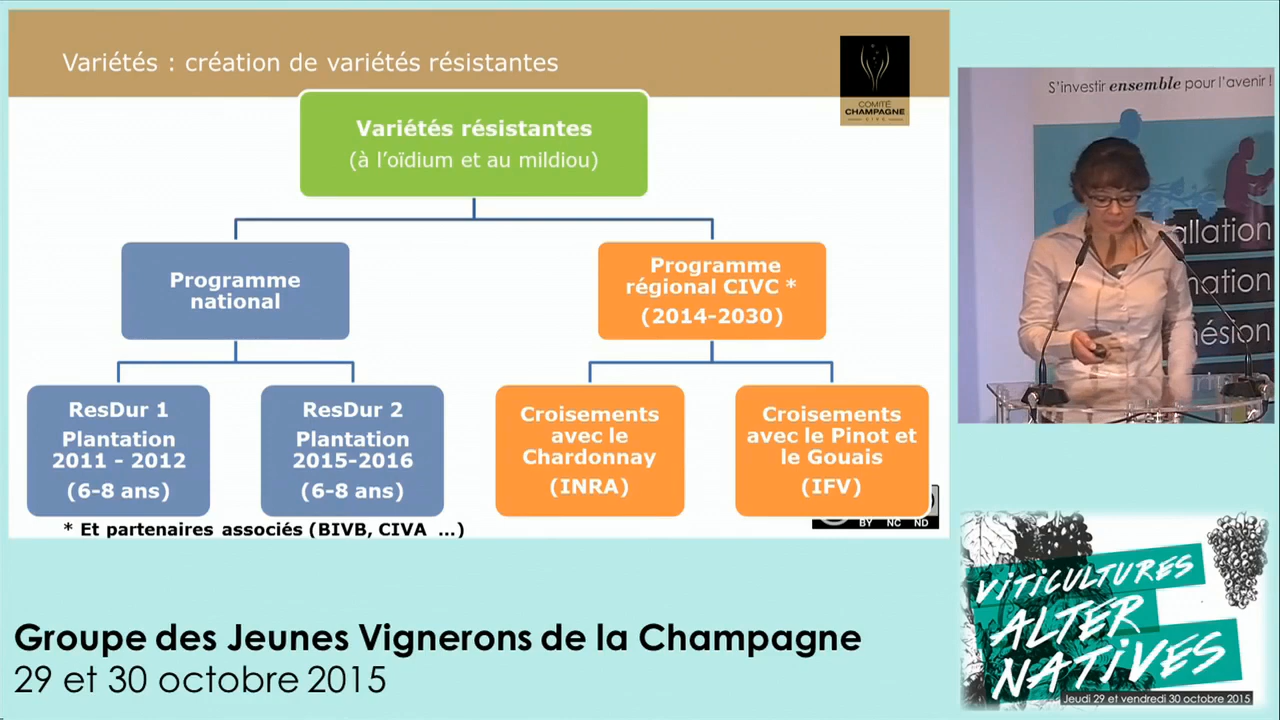 Variétés : création de variétés résistantes
COMITÉ
CHAMPAGNE
Variétés résistantes
(à l'oïdium et au mildiou)
Programme
national
Programme
régional CIVC *
(2014-2030)
ResDur 1
Plantation
2011 - 2012
(6-8 ans)
ResDur 2
Plantation
2015-2016
(6-8 ans)
Croisements
avec le
Chardonnay
(INRA)
Croisements
avec le Pinot et
le Gouais
(IFV)
BY NC ND
* Et partenaires associés (BIVB, CIVA ...)
S'investir ensemble pour l'avenir !
allation
mation
hésion
VITICULTURES
ALTER
NATIVES
Jeudi 29 et vendredi 30 octobre 2015
Groupe des Jeunes Vignerons de la Champagne
29 et 30 octobre 2015